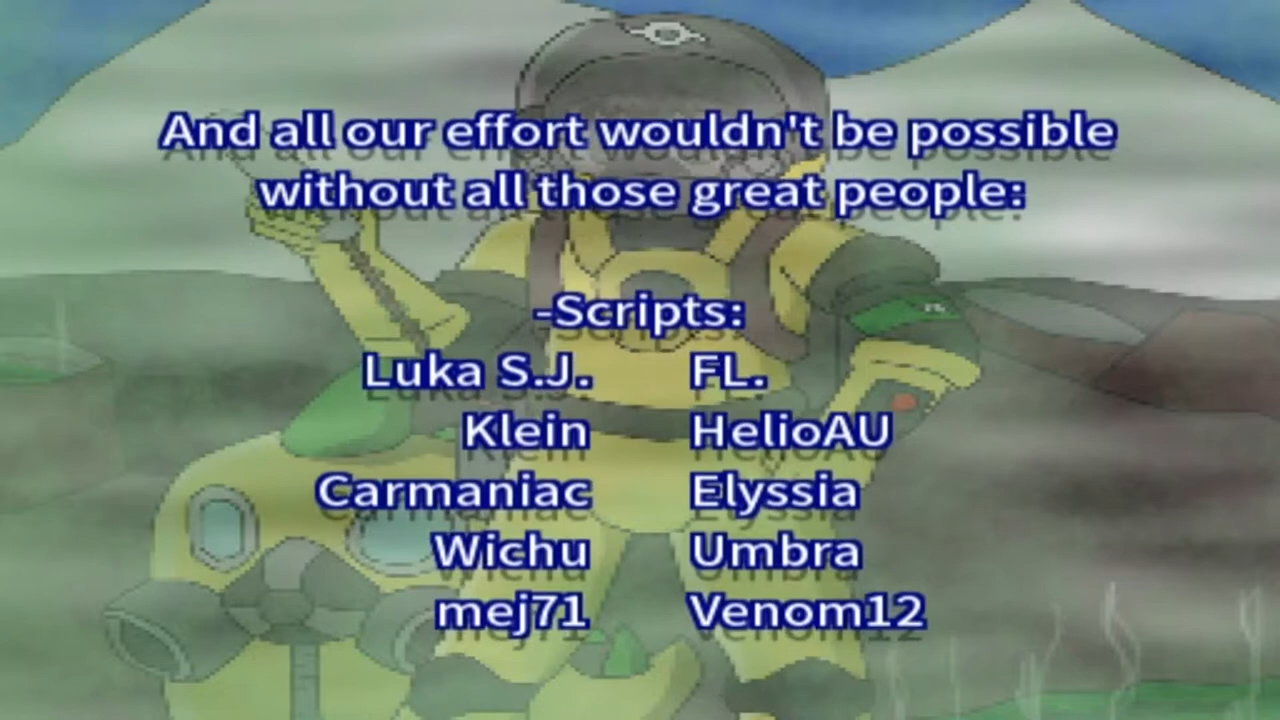 And all our effort wouldn't be possible
without all those great people:
-Scripts:
Luka S.J. FL.
Klein HelioAU
Carmaniac Elyssia
Wichu Umbra
mej71 Venom12